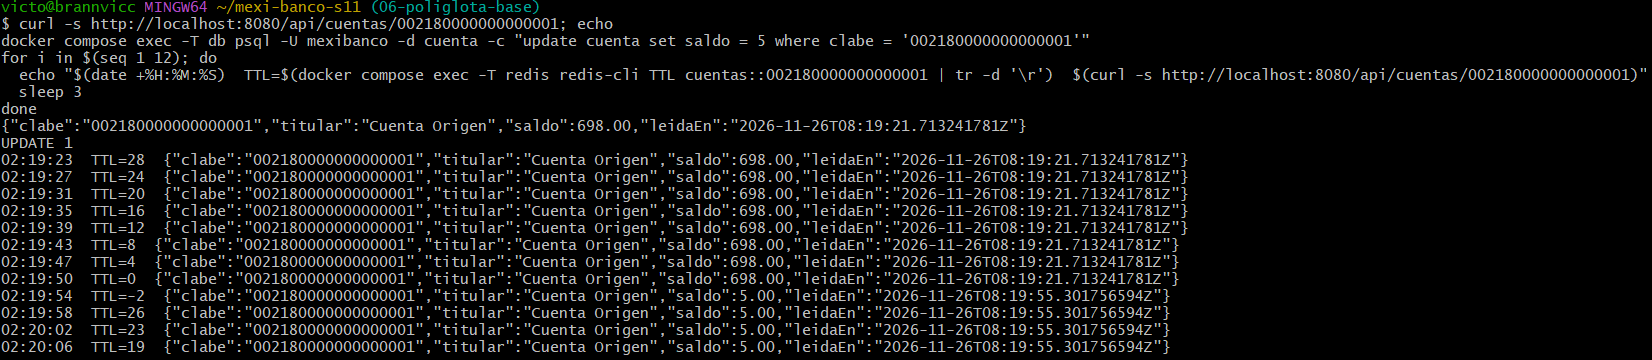 victo@brannvicc MINGW64 ~/mexi-banco-s11 (06-poliglota-base)
$ curl -s http://localhost:8080/api/cuentas/002180000000000001; echo
docker compose exec -T db psql -U mexibanco -d cuenta -c "update cuenta set saldo = 5 where clabe = '002180000000000001'"
for i in $(seq 1 12); do
  echo "$(date +%H:%M:%S)  TTL=$(docker compose exec -T redis redis-cli TTL cuentas::002180000000000001 | tr -d '\r')  $(curl -s http://localhost:8080/api/cuentas/002180000000000001)"
  sleep 3
done
{"clabe":"002180000000000001","titular":"Cuenta Origen","saldo":698.00,"leidaEn":"2026-11-26T08:19:21.713241781Z"}
UPDATE 1
02:19:23  TTL=28  {"clabe":"002180000000000001","titular":"Cuenta Origen","saldo":698.00,"leidaEn":"2026-11-26T08:19:21.713241781Z"}
02:19:27  TTL=24  {"clabe":"002180000000000001","titular":"Cuenta Origen","saldo":698.00,"leidaEn":"2026-11-26T08:19:21.713241781Z"}
02:19:31  TTL=20  {"clabe":"002180000000000001","titular":"Cuenta Origen","saldo":698.00,"leidaEn":"2026-11-26T08:19:21.713241781Z"}
02:19:35  TTL=16  {"clabe":"002180000000000001","titular":"Cuenta Origen","saldo":698.00,"leidaEn":"2026-11-26T08:19:21.713241781Z"}
02:19:39  TTL=12  {"clabe":"002180000000000001","titular":"Cuenta Origen","saldo":698.00,"leidaEn":"2026-11-26T08:19:21.713241781Z"}
02:19:43  TTL=8  {"clabe":"002180000000000001","titular":"Cuenta Origen","saldo":698.00,"leidaEn":"2026-11-26T08:19:21.713241781Z"}
02:19:47  TTL=4  {"clabe":"002180000000000001","titular":"Cuenta Origen","saldo":698.00,"leidaEn":"2026-11-26T08:19:21.713241781Z"}
02:19:50  TTL=0  {"clabe":"002180000000000001","titular":"Cuenta Origen","saldo":698.00,"leidaEn":"2026-11-26T08:19:21.713241781Z"}
02:19:54  TTL=-2  {"clabe":"002180000000000001","titular":"Cuenta Origen","saldo":5.00,"leidaEn":"2026-11-26T08:19:55.301756594Z"}
02:19:58  TTL=26  {"clabe":"002180000000000001","titular":"Cuenta Origen","saldo":5.00,"leidaEn":"2026-11-26T08:19:55.301756594Z"}
02:20:02  TTL=23  {"clabe":"002180000000000001","titular":"Cuenta Origen","saldo":5.00,"leidaEn":"2026-11-26T08:19:55.301756594Z"}
02:20:06  TTL=19  {"clabe":"002180000000000001","titular":"Cuenta Origen","saldo":5.00,"leidaEn":"2026-11-26T08:19:55.301756594Z"}